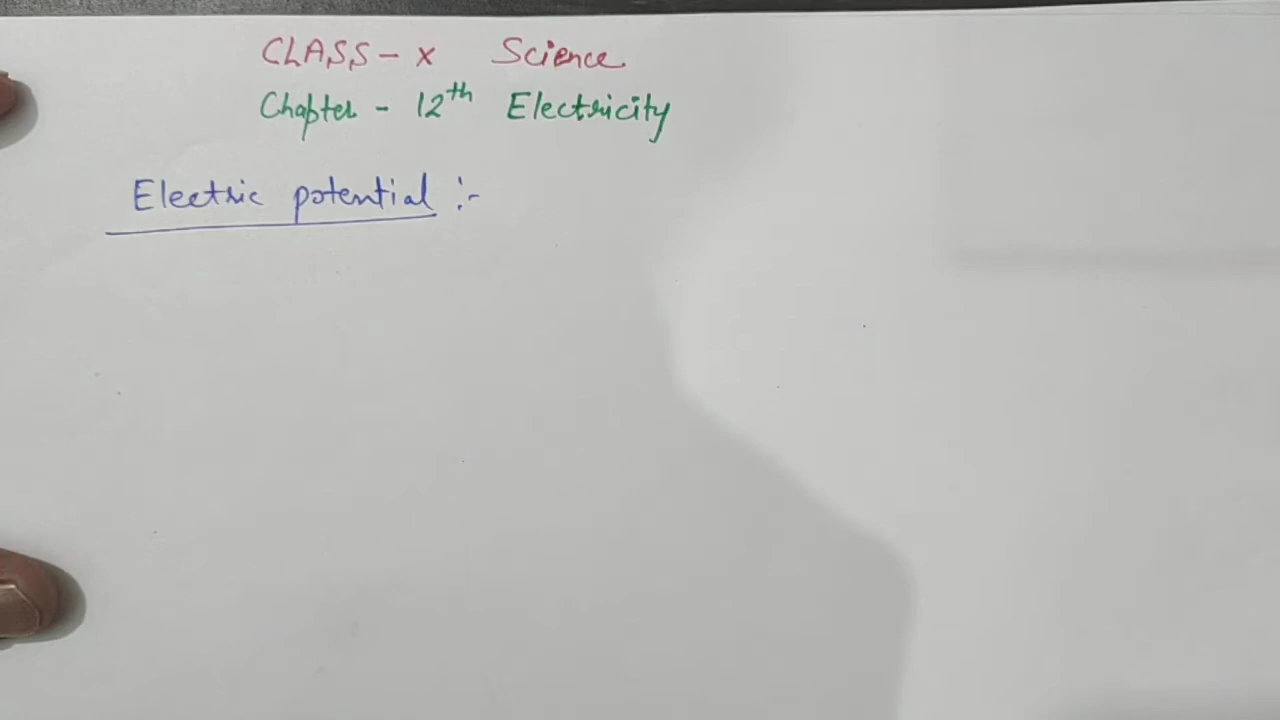 CLASS - X Science
Chapter - 12th Electricity
Electric potential :-